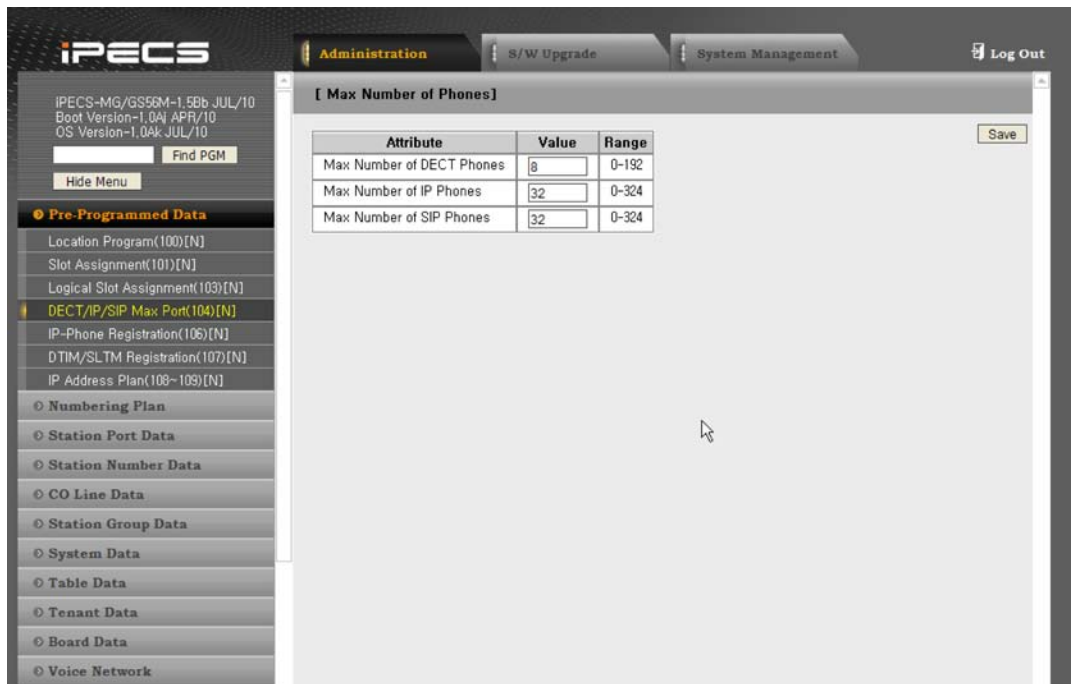 iPECS
Administration
S/W Upgrade
System Management
Log Out
iPECS-MG/GS56M-1,5Bb JUL/10
Boot Version-1,0Aj APR/10
OS Version-1,0Ak JUL/10
Find PGM
Hide Menu
Pre-Programmed Data
Location Program(100)[N]
Slot Assignment(101)[N]
Logical Slot Assignment(103)[N]
DECT/IP/SIP Max Port(104)[N]
IP-Phone Registration(106)[N]
DTIM/SLTM Registration(107)[N]
IP Address Plan(108~109)[N]
Numbering Plan
Station Port Data
Station Number Data
CO Line Data
Station Group Data
System Data
Table Data
Tenant Data
Board Data
Voice Network
[ Max Number of Phones]
Save
Attribute Value Range
Max Number of DECT Phones 8 0-192
Max Number of IP Phones 32 0-324
Max Number of SIP Phones 32 0-324